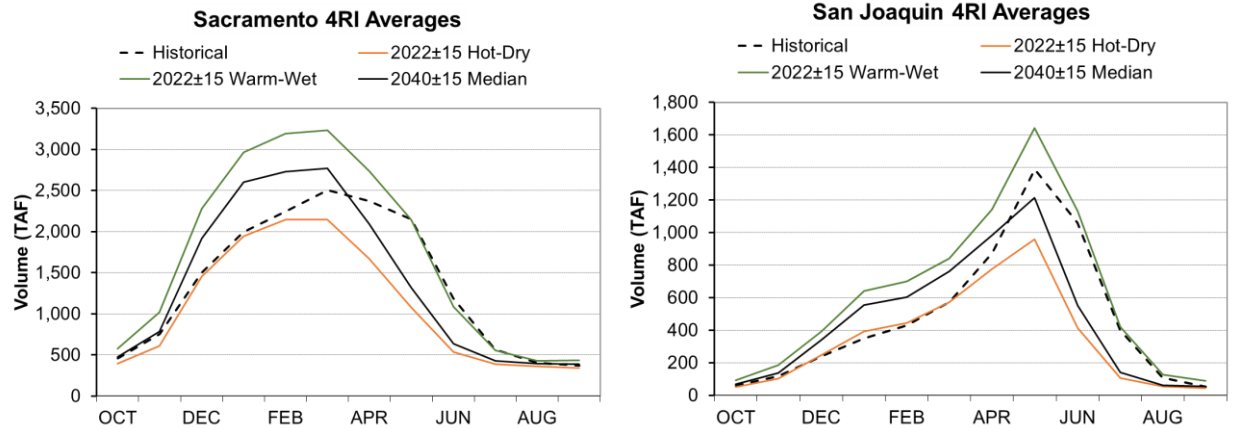 Sacramento 4RI Averages
Historical
2022±15 Hot-Dry
2022±15 Warm-Wet
2040±15 Median
3,500
3,000
2,500
2,000
1,500
1,000
500
0
Volume (TAF)
OCT DEC FEB APR JUN AUG
San Joaquin 4RI Averages
Historical
2022±15 Hot-Dry
2022±15 Warm-Wet
2040±15 Median
1,800
1,600
1,400
1,200
1,000
800
600
400
200
0
Volume (TAF)
OCT DEC FEB APR JUN AUG